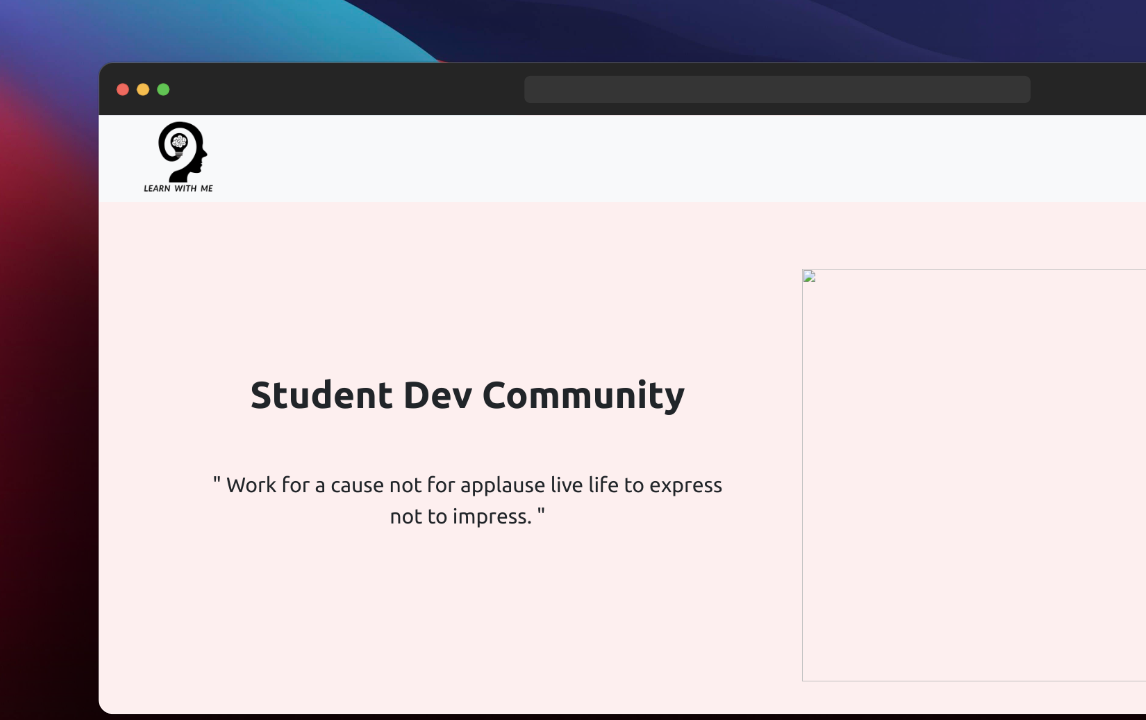 LEARN WITH ME
Student Dev Community
" Work for a cause not for applause live life to express
not to impress. "